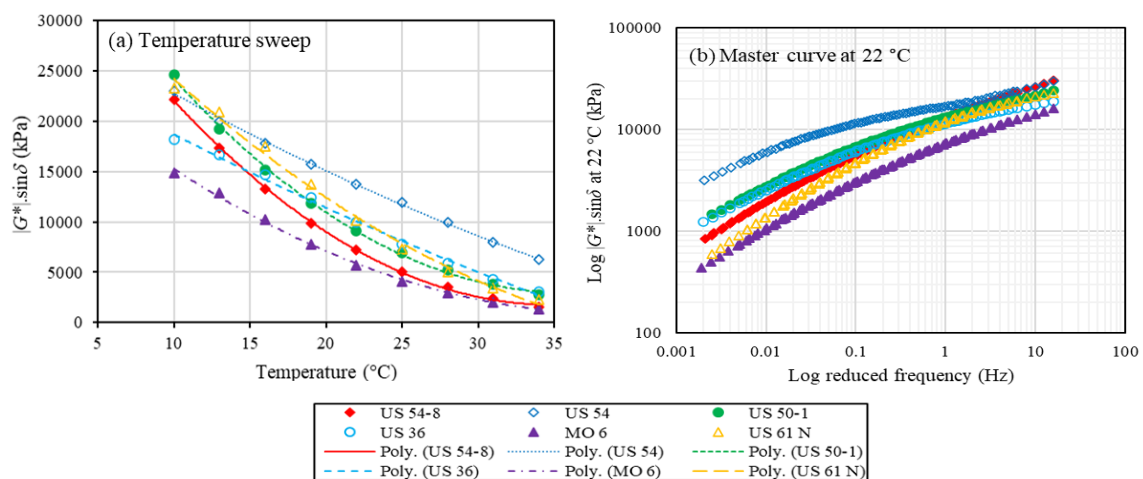 (a) Temperature sweep
|G*|.sinδ (kPa)
30000
25000
20000
15000
10000
5000
0
5 10 15 20 25 30 35
Temperature (°C)
(b) Master curve at 22 °C
Log |G*|.sinδ at 22 °C (kPa)
100000
10000
1000
100
0.001 0.01 0.1 1 10 100
Log reduced frequency (Hz)
US 54-8 US 54 US 50-1
US 36 MO 6 US 61 N
Poly. (US 54-8) Poly. (US 54) Poly. (US 50-1)
Poly. (US 36) Poly. (MO 6) Poly. (US 61 N)